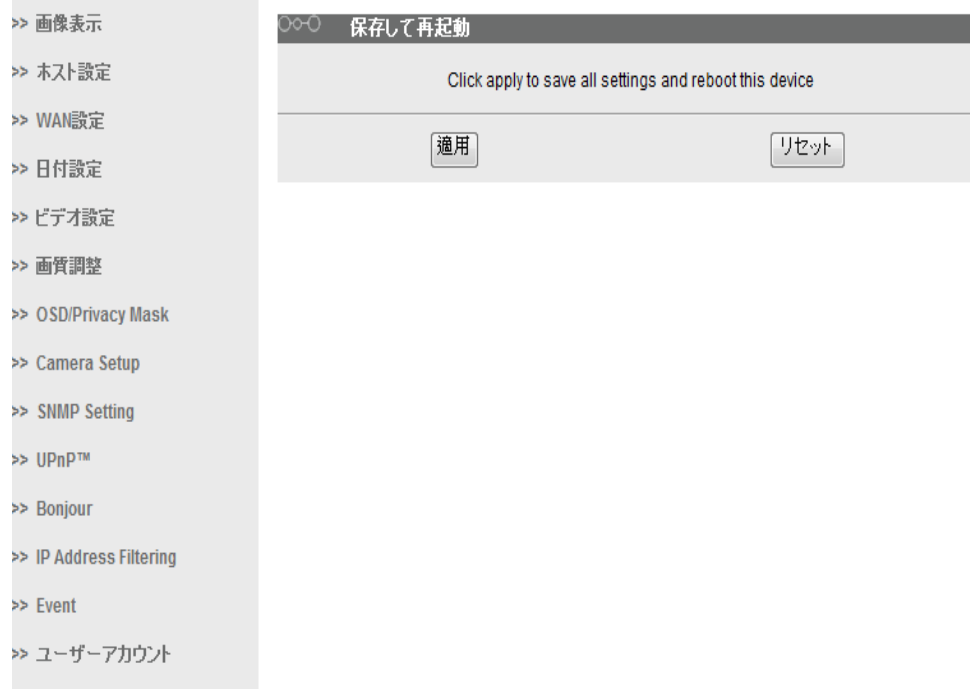 >> 画像表示
>> ホスト設定
>> WAN設定
>> 日付設定
>> ビデオ設定
>> 画質調整
>> OSD/Privacy Mask
>> Camera Setup
>> SNMP Setting
>> UPnP™
>> Bonjour
>> IP Address Filtering
>> Event
>> ユーザーアカウント
保存して再起動
Click apply to save all settings and reboot this device
適用 リセット